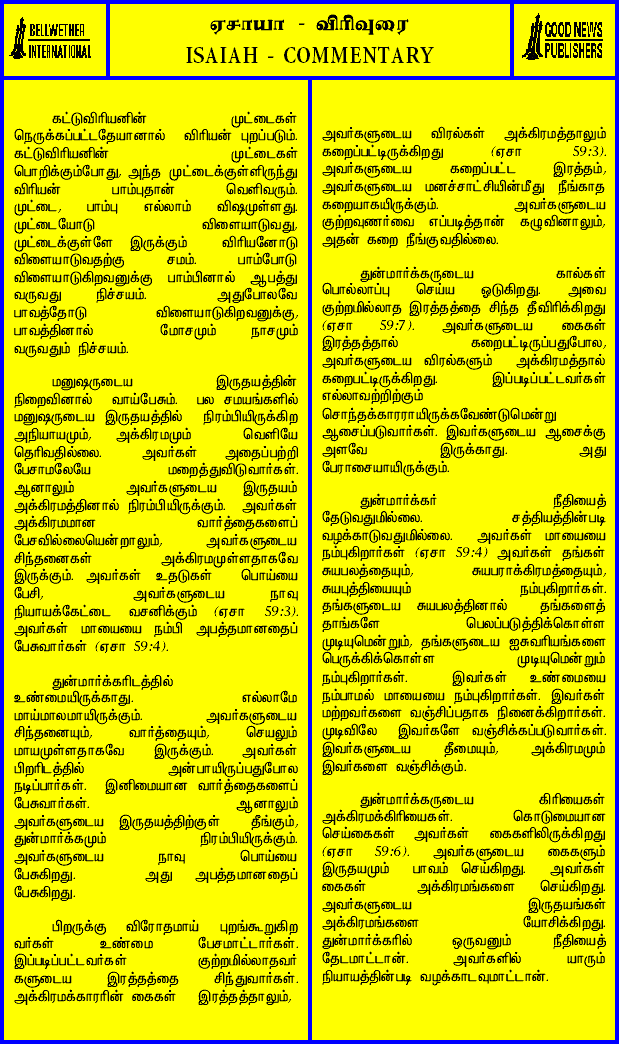 BELLWETHER
INTERNATIONAL
ஏசாயா - விரிவுரை
ISAIAH - COMMENTARY
GOOD NEWS
PUBLISHERS
கட்டுவிரியனின் முட்டைகள்
நெருக்கப்பட்டதேயானால் விரியன் புறப்படும்.
கட்டுவிரியனின் முட்டைகள்
பொறிக்கும்போது, அந்த முட்டைக்குள்ளிருந்து
விரியன் பாம்புதான் வெளிவரும்.
முட்டை, பாம்பு எல்லாம் விஷமுள்ளது.
முட்டையோடு விளையாடுவது,
முட்டைக்குள்ளே இருக்கும் விரியனோடு
விளையாடுவதற்கு சமம். பாம்போடு
விளையாடுகிறவனுக்கு பாம்பினால் ஆபத்து
வருவது நிச்சயம். அதுபோலவே
பாவத்தோடு விளையாடுகிறவனுக்கு,
பாவத்தினால் மோசமும் நாசமும்
வருவதும் நிச்சயம்.
மனுஷருடைய இருதயத்தின்
நிறைவினால் வாய்பேசும். பல சமயங்களில்
மனுஷருடைய இருதயத்தில் நிரம்பியிருக்கிற
அநியாயமும், அக்கிரமமும் வெளியே
தெரிவதில்லை. அவர்கள் அதைப்பற்றி
பேசாமலேயே மறைத்துவிடுவார்கள்.
ஆனாலும் அவர்களுடைய இருதயம்
அக்கிரமத்தினால் நிரம்பியிருக்கும். அவர்கள்
அக்கிரமமான வார்த்தைகளைப்
பேசவில்லையென்றாலும், அவர்களுடைய
சிந்தனைகள் அக்கிரமமுள்ளதாகவே
இருக்கும். அவர்கள் உதடுகள் பொய்யை
பேசி, அவர்களுடைய நாவு
நியாயக்கேட்டை வசனிக்கும் (ஏசா 59:3).
அவர்கள் மாயையை நம்பி அபத்தமானதைப்
பேசுவார்கள் (ஏசா 59:4).
துன்மார்க்கரிடத்தில்
உண்மையிருக்காது. எல்லாமே
மாய்மாலமாயிருக்கும். அவர்களுடைய
சிந்தனையும், வார்த்தையும், செயலும்
மாயமுள்ளதாகவே இருக்கும். அவர்கள்
பிறரிடத்தில் அன்பாயிருப்பதுபோல
நடிப்பார்கள். இனிமையான வார்த்தைகளைப்
பேசுவார்கள். ஆனாலும்
அவர்களுடைய இருதயத்திற்குள் தீங்கும்,
துன்மார்க்கமும் நிரம்பியிருக்கும்.
அவர்களுடைய நாவு பொய்யை
பேசுகிறது. அது அபத்தமானதைப்
பேசுகிறது.
பிறருக்கு விரோதமாய் புறங்கூறுகிற
வர்கள் உண்மை பேசமாட்டார்கள்.
இப்படிப்பட்டவர்கள் குற்றமில்லாதவர்
களுடைய இரத்தத்தை சிந்துவார்கள்.
அக்கிரமக்காரரின் கைகள் இரத்தத்தாலும்,
அவர்களுடைய விரல்கள் அக்கிரமத்தாலும்
கறைப்பட்டிருக்கிறது (ஏசா 59:3).
அவர்களுடைய கறைப்பட்ட இரத்தம்,
அவர்களுடைய மனச்சாட்சியின்மீது நீங்காத
கறையாகயிருக்கும். அவர்களுடைய
குற்றவுணர்வை எப்படித்தான் கழுவினாலும்,
அதன் கறை நீங்குவதில்லை.
துன்மார்க்கருடைய கால்கள்
பொல்லாப்பு செய்ய ஓடுகிறது. அவை
குற்றமில்லாத இரத்தத்தை சிந்த தீவிரிக்கிறது
(ஏசா 59:7). அவர்களுடைய கைகள்
இரத்தத்தால் கறைபட்டிருப்பதுபோல,
அவர்களுடைய விரல்களும் அக்கிரமத்தால்
கறைபட்டிருக்கிறது. இப்படிப்பட்டவர்கள்
எல்லாவற்றிற்கும்
சொந்தக்காரராயிருக்கவேண்டுமென்று
ஆசைப்படுவார்கள். இவர்களுடைய ஆசைக்கு
அளவே இருக்காது. அது
பேராசையாயிருக்கும்.
துன்மார்க்கர் நீதியைத்
தேடுவதுமில்லை. சத்தியத்தின்படி
வழக்காடுவதுமில்லை. அவர்கள் மாயையை
நம்புகிறார்கள் (ஏசா 59:4) அவர்கள் தங்கள்
சுயபலத்தையும், சுயபராக்கிரமத்தையும்,
சுயபுத்தியையும் நம்புகிறார்கள்.
தங்களுடைய சுயபலத்தினால் தங்களைத்
தாங்களே பெலப்படுத்திக்கொள்ள
முடியுமென்றும், தங்களுடைய ஐசுவரியங்களை
பெருக்கிக்கொள்ள முடியுமென்றும்
நம்புகிறார்கள். இவர்கள் உண்மையை
நம்பாமல் மாயையை நம்புகிறார்கள். இவர்கள்
மற்றவர்களை வஞ்சிப்பதாக நினைக்கிறார்கள்.
முடிவிலே இவர்களே வஞ்சிக்கப்படுவார்கள்.
இவர்களுடைய தீமையும், அக்கிரமமும்
இவர்களை வஞ்சிக்கும்.
துன்மார்க்கருடைய கிரியைகள்
அக்கிரமக்கிரியைகள். கொடுமையான
செய்கைகள் அவர்கள் கைகளிலிருக்கிறது
(ஏசா 59:6). அவர்களுடைய கைகளும்
இருதயமும் பாவம் செய்கிறது. அவர்கள்
கைகள் அக்கிரமங்களை செய்கிறது.
அவர்களுடைய இருதயங்கள்
அக்கிரமங்களை யோசிக்கிறது.
துன்மார்க்கரில் ஒருவனும் நீதியைத்
தேடமாட்டான். அவர்களில் யாரும்
நியாயத்தின்படி வழக்காடவுமாட்டான்.